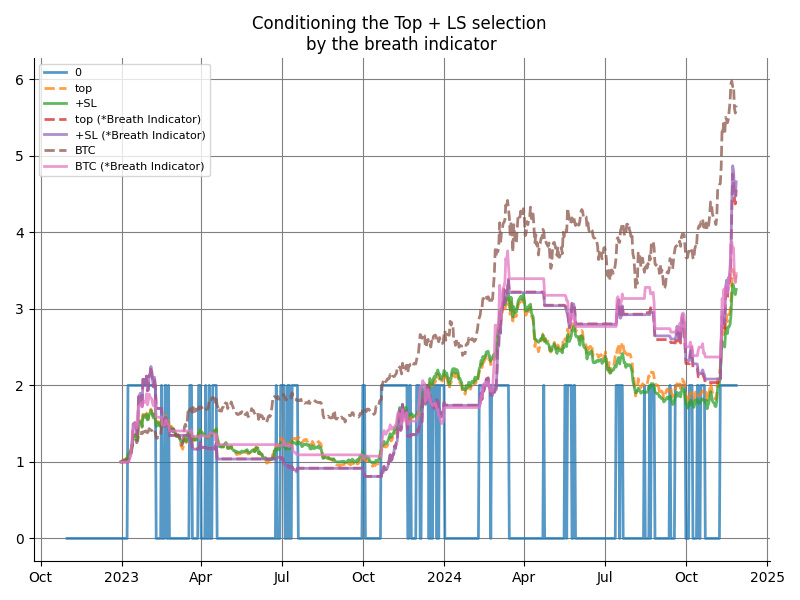 Conditioning the Top + LS selection
by the breath indicator
0
top
+SL
top (*Breath Indicator)
+SL (*Breath Indicator)
BTC
BTC (*Breath Indicator)
6
5
4
3
2
1
0
Oct
2023
Apr
Jul
Oct
2024
Apr
Jul
Oct
2025